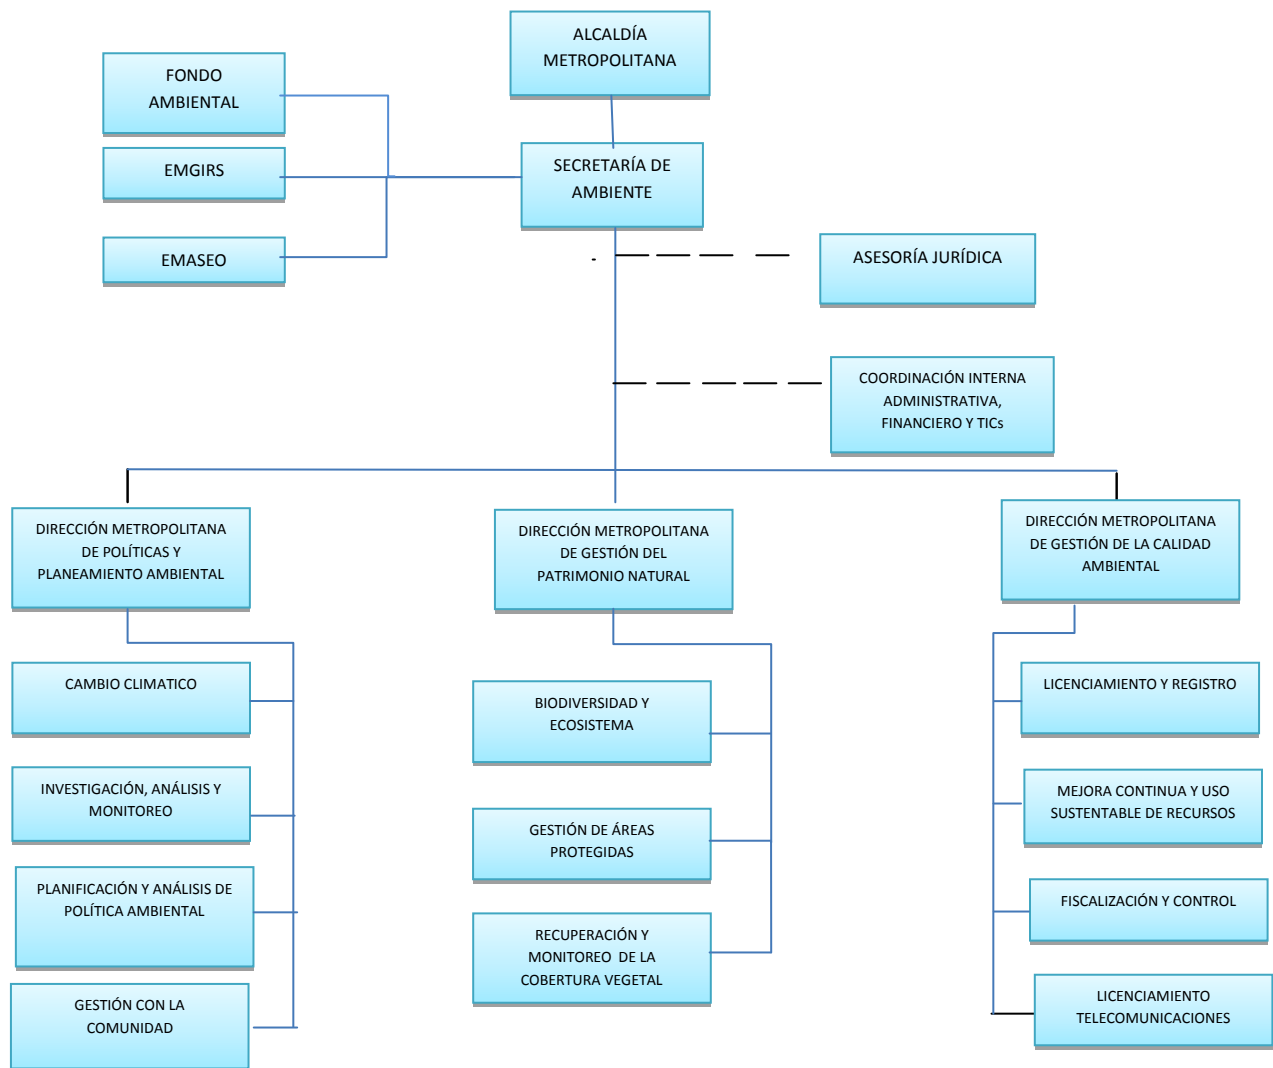 ALCALDÍA
METROPOLITANA
FONDO
AMBIENTAL
EMGIRS
SECRETARÍA DE
AMBIENTE
EMASEO
ASESORÍA JURÍDICA
COORDINACIÓN INTERNA
ADMINISTRATIVA,
FINANCIERO Y TICs
DIRECCIÓN METROPOLITANA
DE POLÍTICAS Y
PLANEAMIENTO AMBIENTAL
DIRECCIÓN METROPOLITANA
DE GESTIÓN DEL
PATRIMONIO NATURAL
DIRECCIÓN METROPOLITANA
DE GESTIÓN DE LA CALIDAD
AMBIENTAL
CAMBIO CLIMATICO
INVESTIGACIÓN, ANÁLISIS Y
MONITOREO
PLANIFICACIÓN Y ANÁLISIS DE
POLÍTICA AMBIENTAL
GESTIÓN CON LA
COMUNIDAD
BIODIVERSIDAD Y
ECOSISTEMA
GESTIÓN DE ÁREAS
PROTEGIDAS
RECUPERACIÓN Y
MONITOREO DE LA
COBERTURA VEGETAL
LICENCIAMIENTO Y REGISTRO
MEJORA CONTINUA Y USO
SUSTENTABLE DE RECURSOS
FISCALIZACIÓN Y CONTROL
LICENCIAMIENTO
TELECOMUNICACIONES